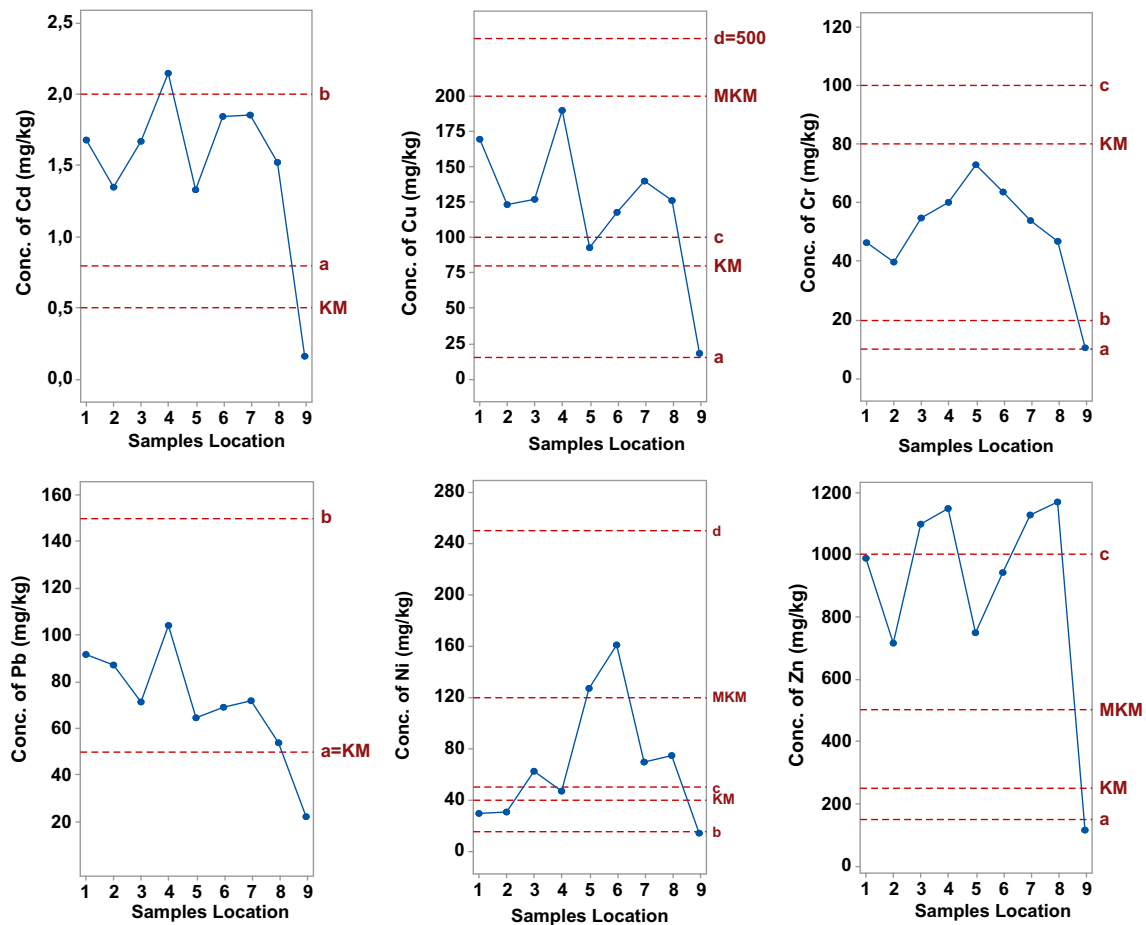 Conc. of Cd (mg/kg)
2,5
2,0
1,5
1,0
0,5
0,0
b
a
KM
1 2 3 4 5 6 7 8 9
Samples Location
Conc. of Cu (mg/kg)
200
175
150
125
100
75
50
25
0
d=500
MKM
c
KM
a
1 2 3 4 5 6 7 8 9
Samples Location
Conc. of Cr (mg/kg)
120
100
80
60
40
20
0
c
KM
b
a
1 2 3 4 5 6 7 8 9
Samples Location
Conc. of Pb (mg/kg)
160
140
120
100
80
60
40
20
b
a=KM
1 2 3 4 5 6 7 8 9
Samples Location
Conc. of Ni (mg/kg)
280
240
200
160
120
80
40
0
d
MKM
c
KM
b
1 2 3 4 5 6 7 8 9
Samples Location
Conc. of Zn (mg/kg)
1200
1000
800
600
400
200
0
c
MKM
KM
a
1 2 3 4 5 6 7 8 9
Samples Location